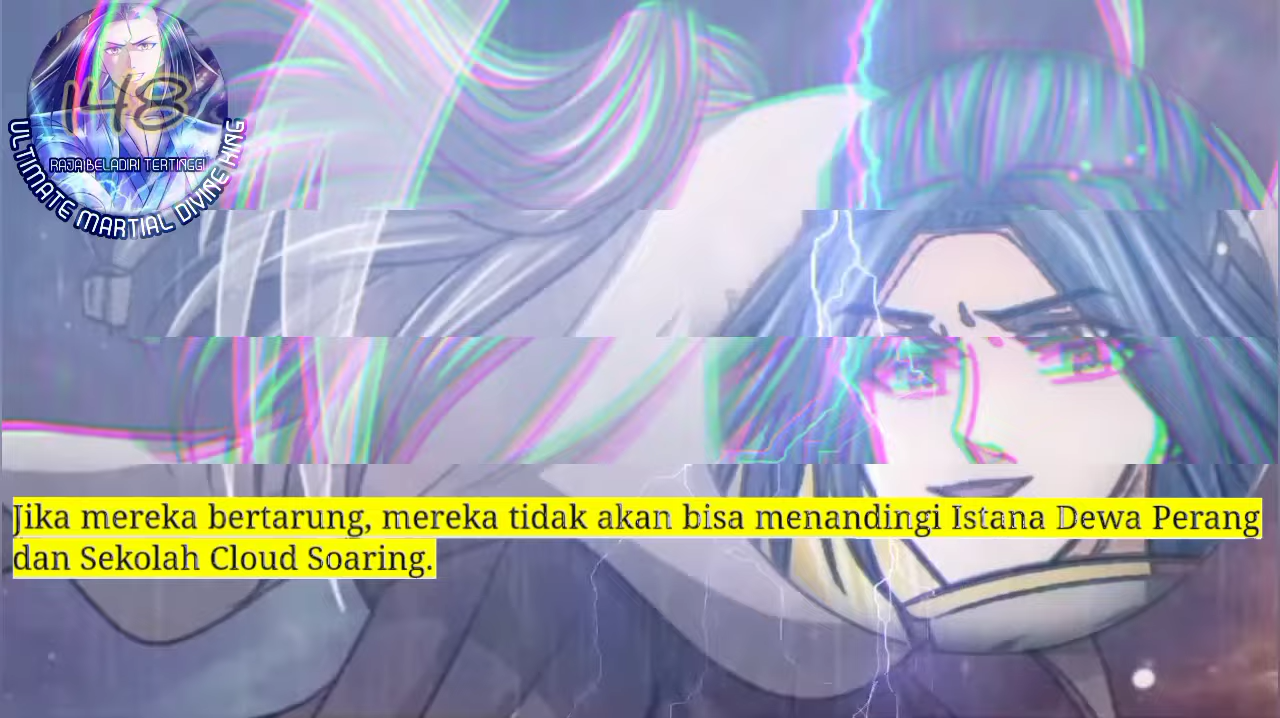 148
RAJA BELADIRI TERTINGGI
ULTIMATE MARTIAL DIVINE KING
Jika mereka bertarung, mereka tidak akan bisa menandingi Istana Dewa Perang
dan Sekolah Cloud Soaring.